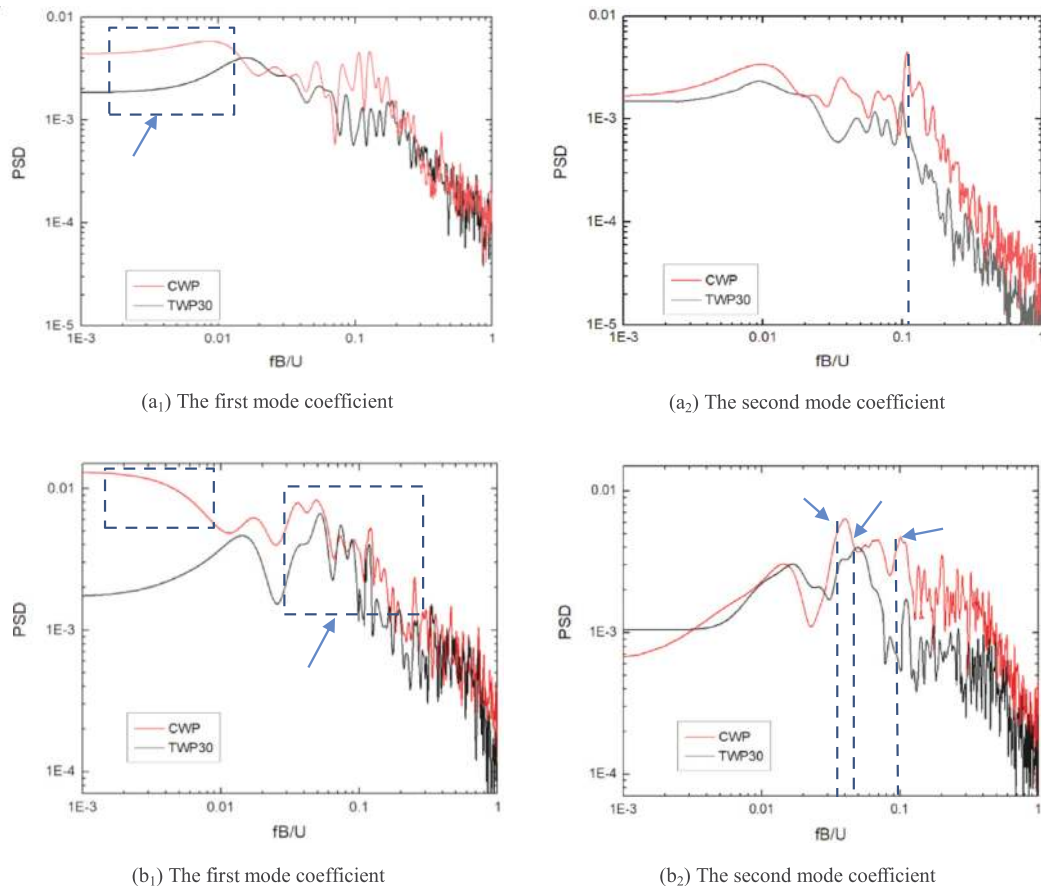 0.01
1E-3
1E-4
1E-5
PSD
CWP
TWP30
1E-3
0.01
0.1
1
fB/U
(a₁) The first mode coefficient
0.01
1E-3
1E-4
1E-5
PSD
CWP
TWP30
1E-3
0.01
0.1
1
fB/U
(a₂) The second mode coefficient
0.01
1E-3
1E-4
PSD
CWP
TWP30
1E-3
0.01
0.1
1
fB/U
(b₁) The first mode coefficient
0.01
1E-3
1E-4
PSD
CWP
TWP30
1E-3
0.01
0.1
1
fB/U
(b₂) The second mode coefficient